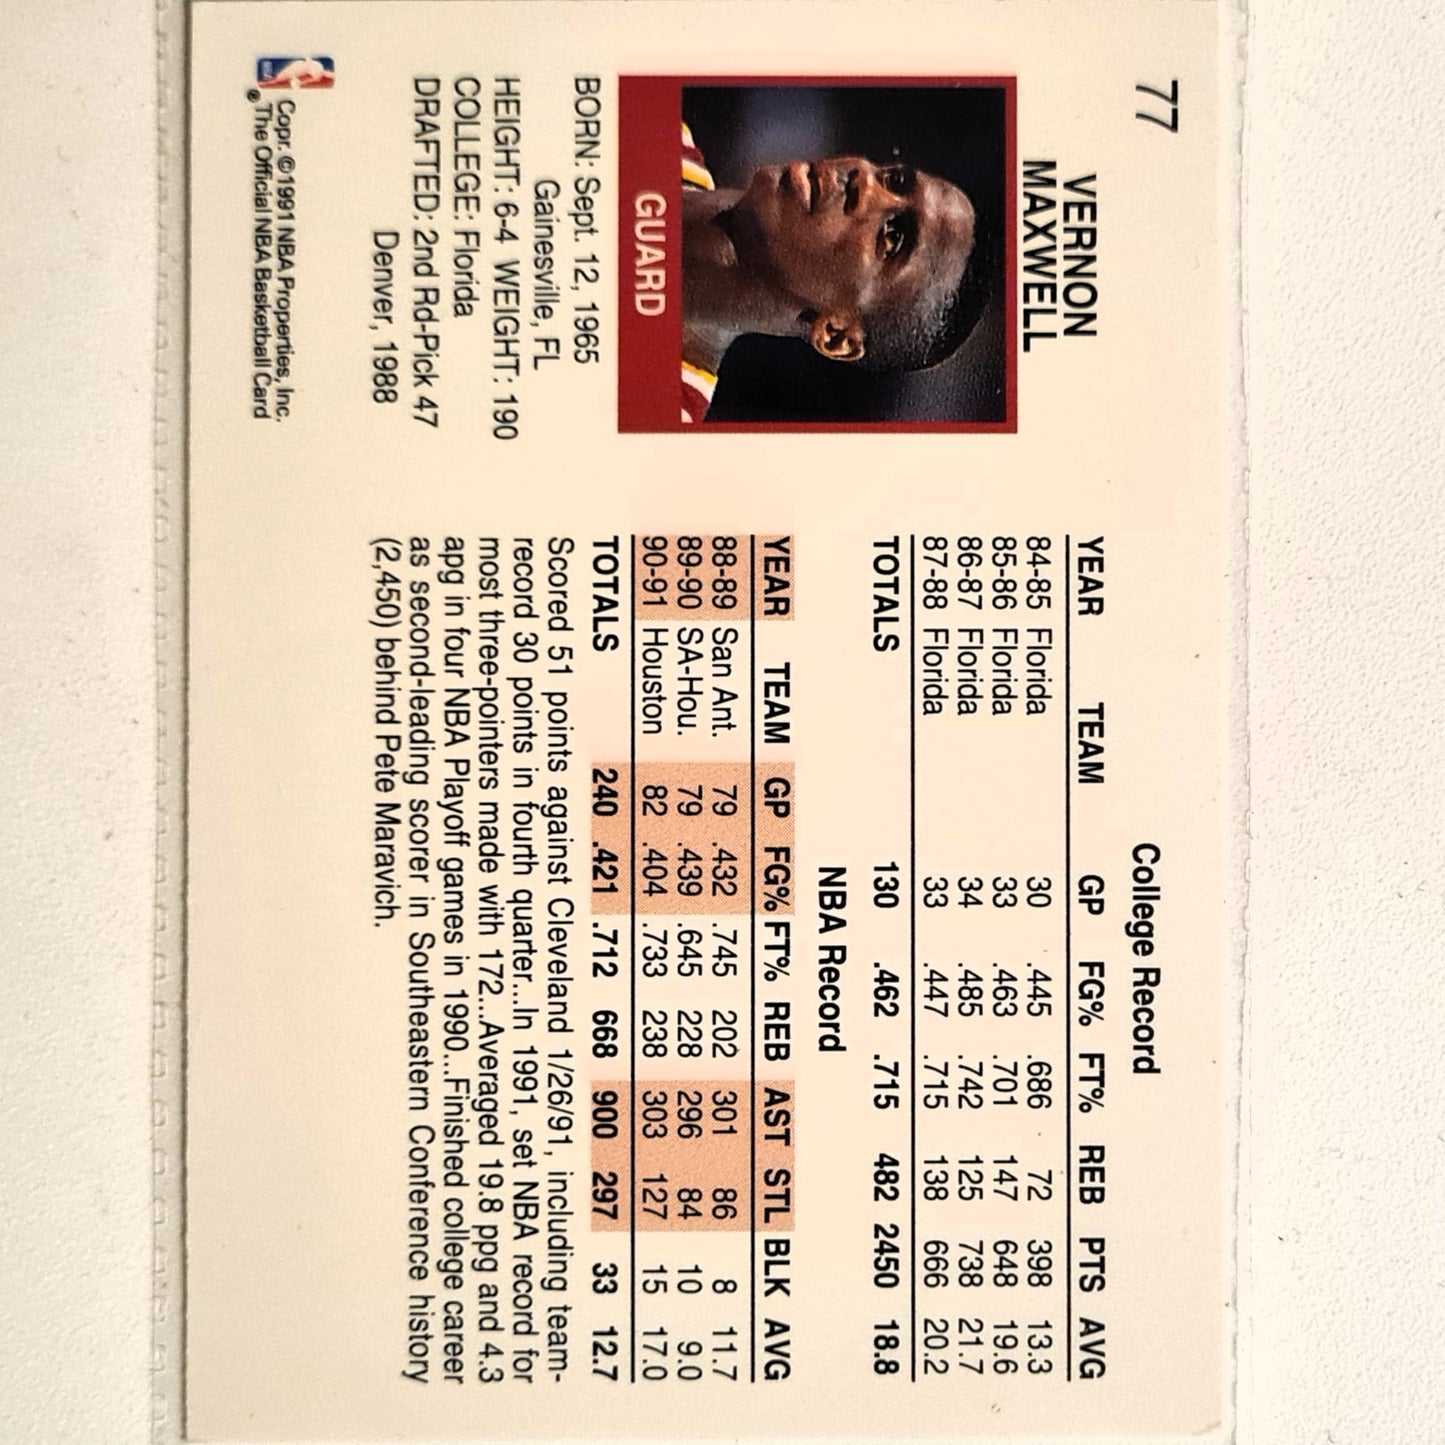 77
VERNON
MAXWELL
GUARD
BORN: Sept. 12, 1965
Gainesville, FL
HEIGHT: 6-4 WEIGHT: 190
COLLEGE: Florida
DRAFTED: 2nd Rd-Pick 47
Denver, 1988
NBA
Copr. ©1991 NBA Properties, Inc.
® The Official NBA Basketball Card
College Record
YEAR TEAM GP FG% FT% REB PTS AVG
84-85 Florida 30 .445 .686 72 398 13.3
85-86 Florida 33 .463 .701 147 648 19.6
86-87 Florida 34 .485 .742 125 738 21.7
87-88 Florida 33 .447 .715 138 666 20.2
TOTALS 130 .462 .715 482 2450 18.8
NBA Record
YEAR TEAM GP FG% FT% REB AST STL BLK AVG
88-89 San Ant. 79 .432 .745 202 301 86 8 11.7
89-90 SA-Hou. 79 .439 .645 228 296 84 10 9.0
90-91 Houston 82 .404 .733 238 303 127 15 17.0
TOTALS 240 .421 .712 668 900 297 33 12.7
Scored 51 points against Cleveland 1/26/91, including team-
record 30 points in fourth quarter...In 1991, set NBA record for
most three-pointers made with 172...Averaged 19.8 ppg and 4.3
apg in four NBA Playoff games in 1990...Finished college career
as second-leading scorer in Southeastern Conference history
(2,450) behind Pete Maravich.